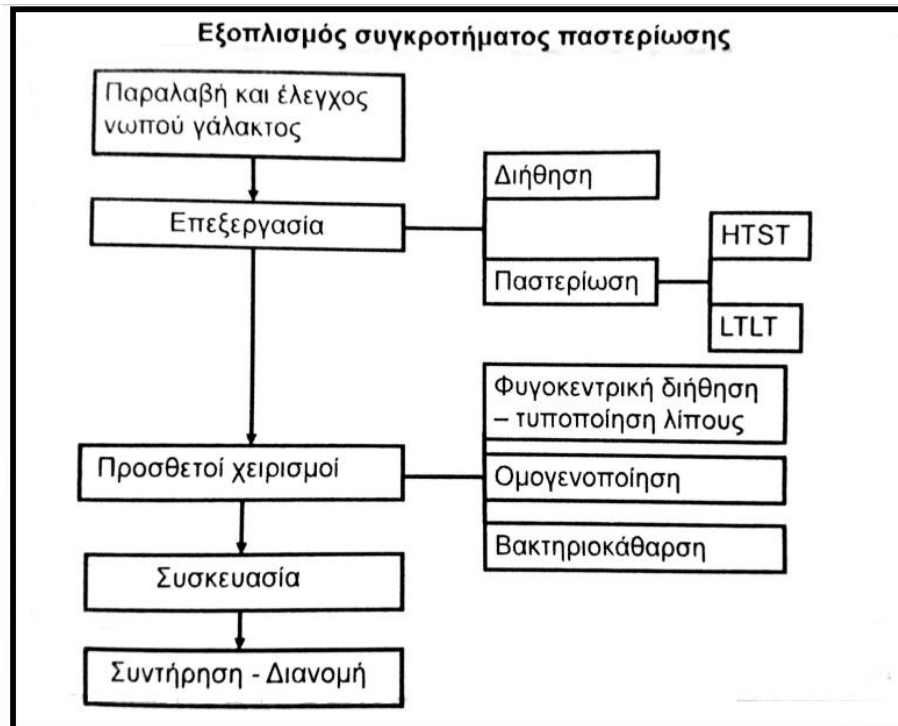 Εξοπλισμός συγκροτήματος παστερίωσης
Παραλαβή και έλεγχος
νωπού γάλακτος
Επεξεργασία
Διήθηση
Παστερίωση
HTST
LTLT
Προσθετοί χειρισμοί
Φυγοκεντρική διήθηση
– τυποποίηση λίπους
Ομογενοποίηση
Βακτηριοκάθαρση
Συσκευασία
Συντήρηση - Διανομή